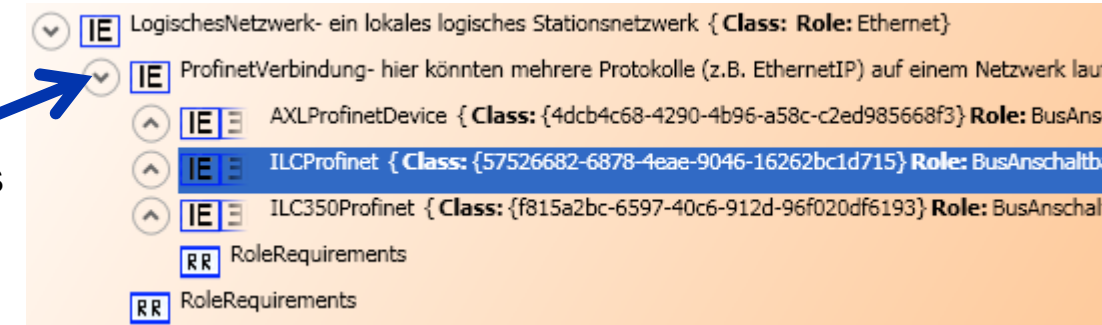 IE LogischesNetzwerk- ein lokales logisches Stationsnetzwerk { Class: Role: Ethernet}
IE ProfinetVerbindung- hier könnten mehrere Protokolle (z.B. EthernetIP) auf einem Netzwerk lau
IE AXLProfinetDevice { Class: {4dcb4c68-4290-4b96-a58c-c2ed985668f3} Role: BusAns
IE ILCProfinet { Class: {57526682-6878-4eae-9046-16262bc1d715} Role: BusAnschaltb
s
IE ILC350Profinet { Class: {f815a2bc-6597-40c6-912d-96f020df6193} Role: BusAnschal
RR RoleRequirements
RR RoleRequirements